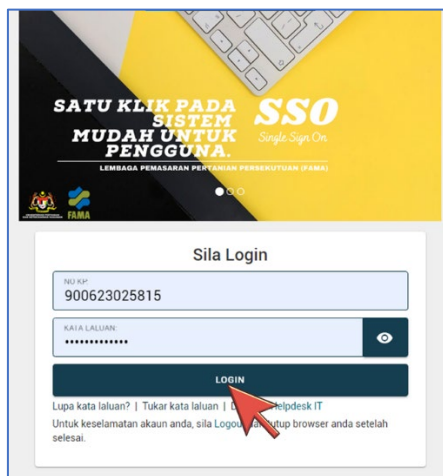 SATU KLIK PADA
SISTEM
MUDAH UNTUK
PENGGUNA.
SSO
Single Sign On
LEMBAGA PEMASARAN PERTANIAN PERSEKUTUAN (FAMA)
FAMA
Sila Login
NO KP:
900623025815
KATA LALUAN:
•••••••••••••
LOGIN
Lupa kata laluan? | Tukar kata laluan | Helpdesk IT
Untuk keselamatan akaun anda, sila Logout tutup browser anda setelah
selesai.